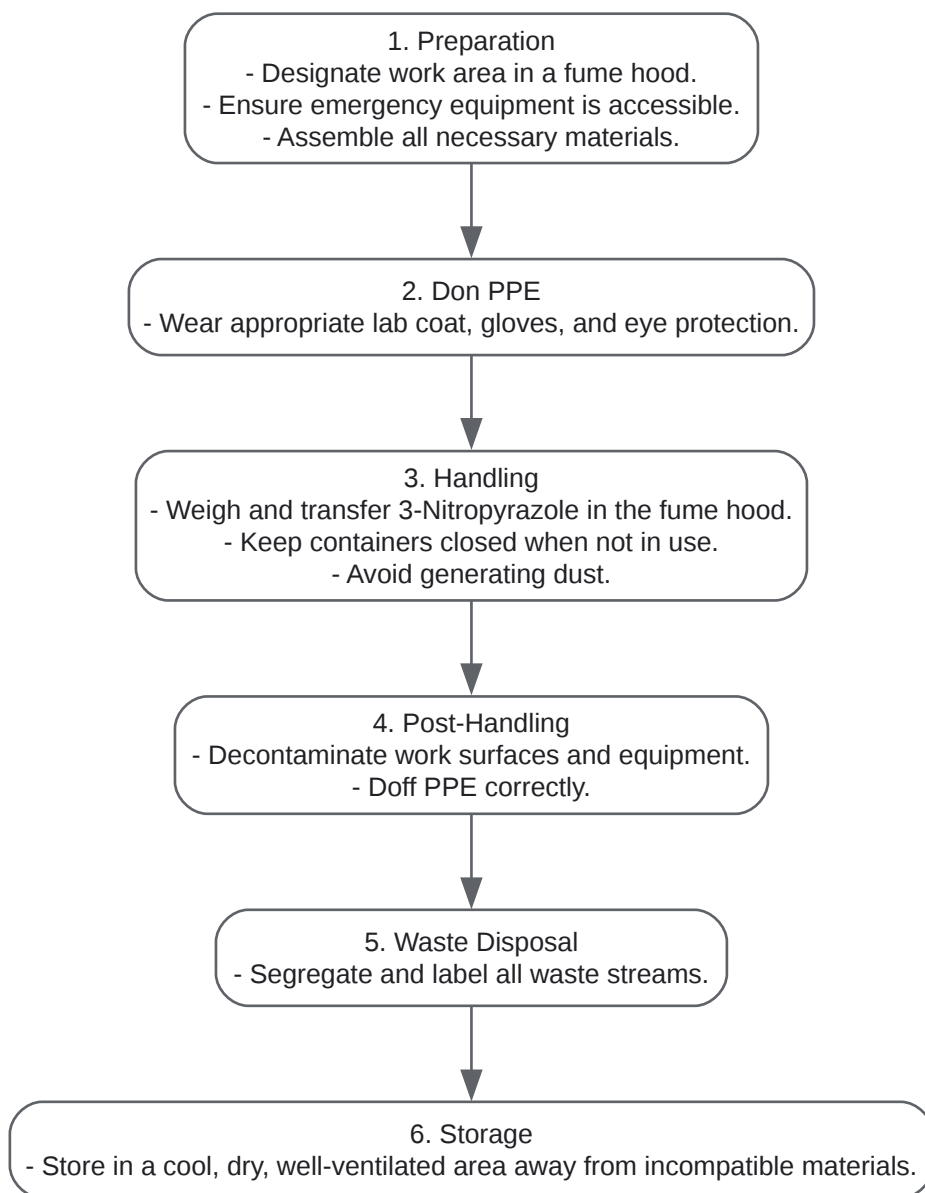 1. Preparation
- Designate work area in a fume hood.
- Ensure emergency equipment is accessible.
- Assemble all necessary materials.
2. Don PPE
- Wear appropriate lab coat, gloves, and eye protection.
3. Handling
- Weigh and transfer 3-Nitropyrazole in the fume hood.
- Keep containers closed when not in use.
- Avoid generating dust.
4. Post-Handling
- Decontaminate work surfaces and equipment.
- Doff PPE correctly.
5. Waste Disposal
- Segregate and label all waste streams.
6. Storage
- Store in a cool, dry, well-ventilated area away from incompatible materials.